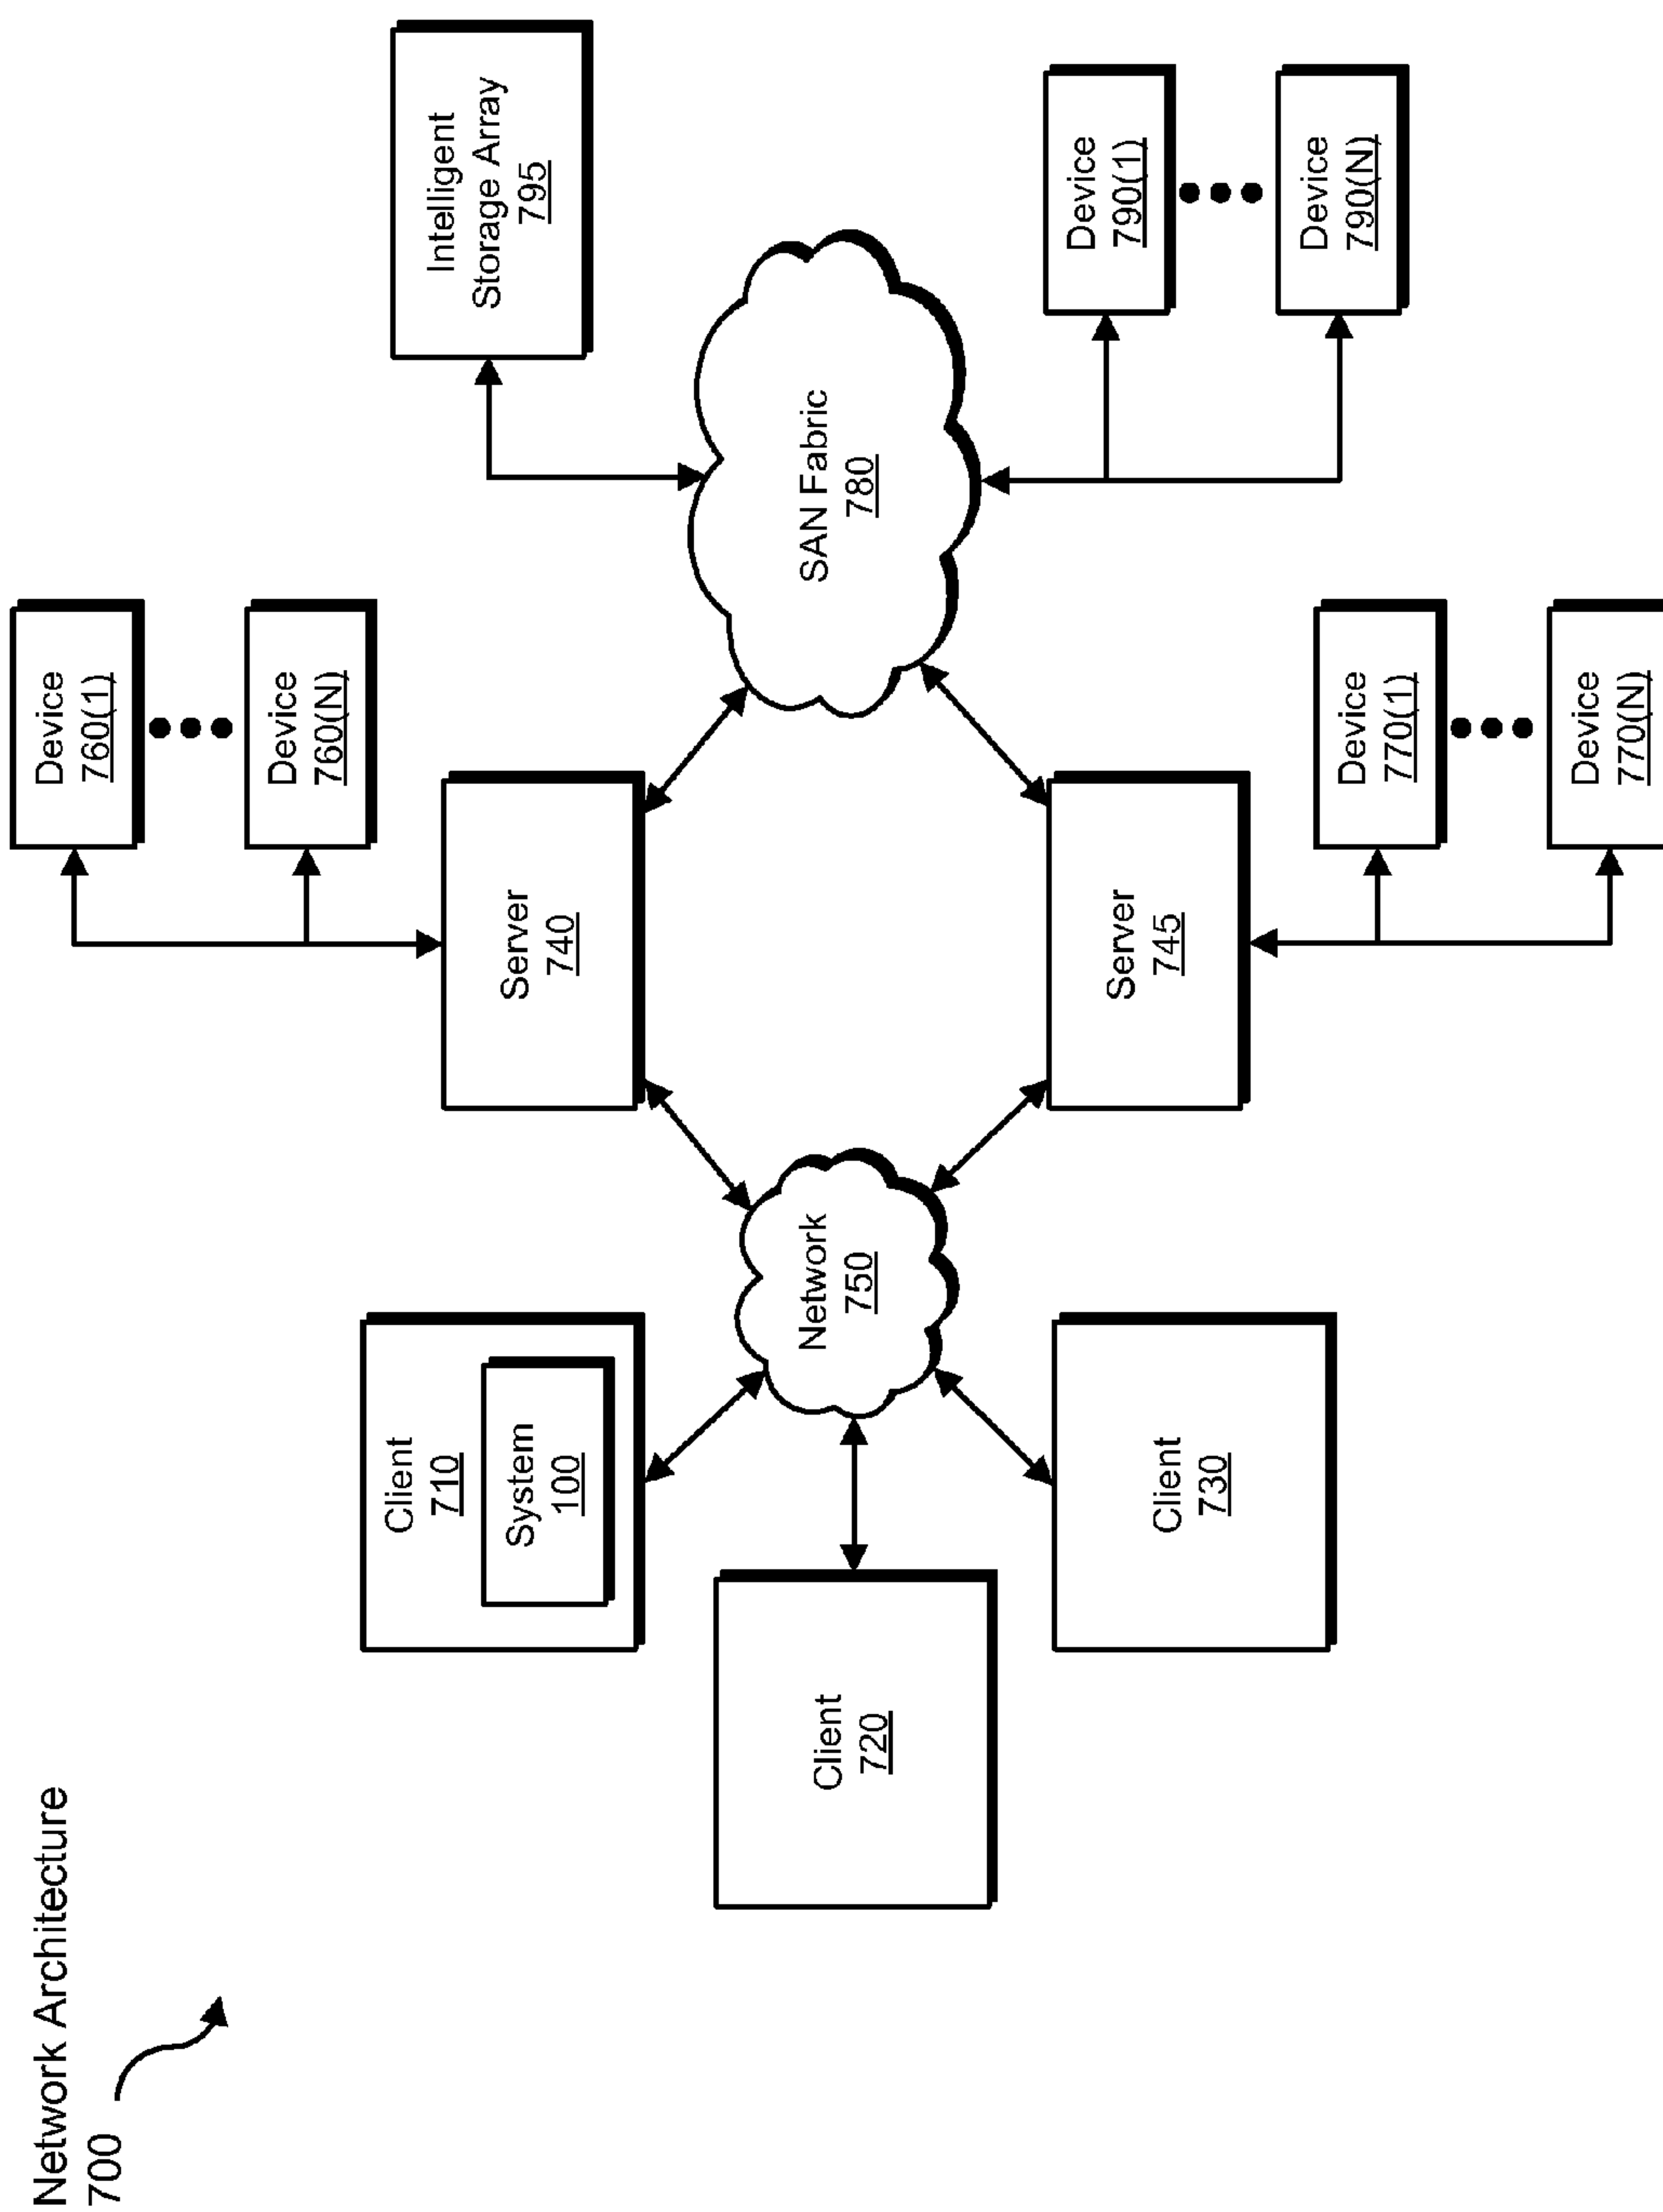 Network Architecture
700
Device
760(1)
Device
760(N)
Intelligent
Storage Array
795
Client
710
System
100
Server
740
Client
720
Network
750
SAN Fabric
780
Client
730
Server
745
Device
790(1)
Device
790(N)
Device
770(1)
Device
770(N)